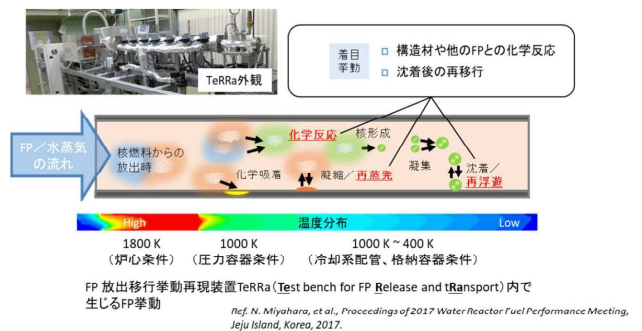 TeRRa外観
着目
挙動
構造材や他のFPとの化学反応
沈着後の再移行
FP／水蒸気
の流れ
核燃料からの
放出時
化学反応
核形成
化学吸着
凝縮／再蒸発
凝集
沈着／
再浮遊
High
温度分布
Low
1800 K
（炉心条件）
1000 K
（圧力容器条件）
1000 K ~ 400 K
（冷却系配管、格納容器条件）
FP 放出移行挙動再現装置TeRRa（Test bench for FP Release and tRansport）内で
生じるFP挙動
Ref. N. Miyahara, et al., Proceedings of 2017 Water Reactor Fuel Performance Meeting,
Jeju Island, Korea, 2017.